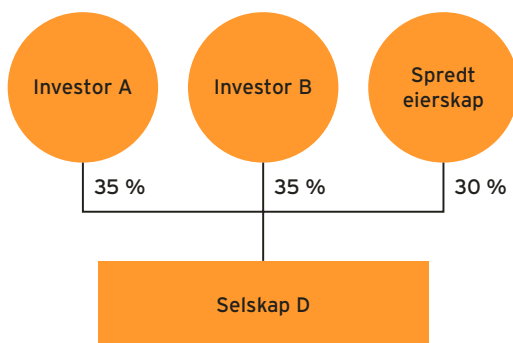 Investor A
Investor B
Spredt
eierskap
35 %
35 %
30 %
Selskap D